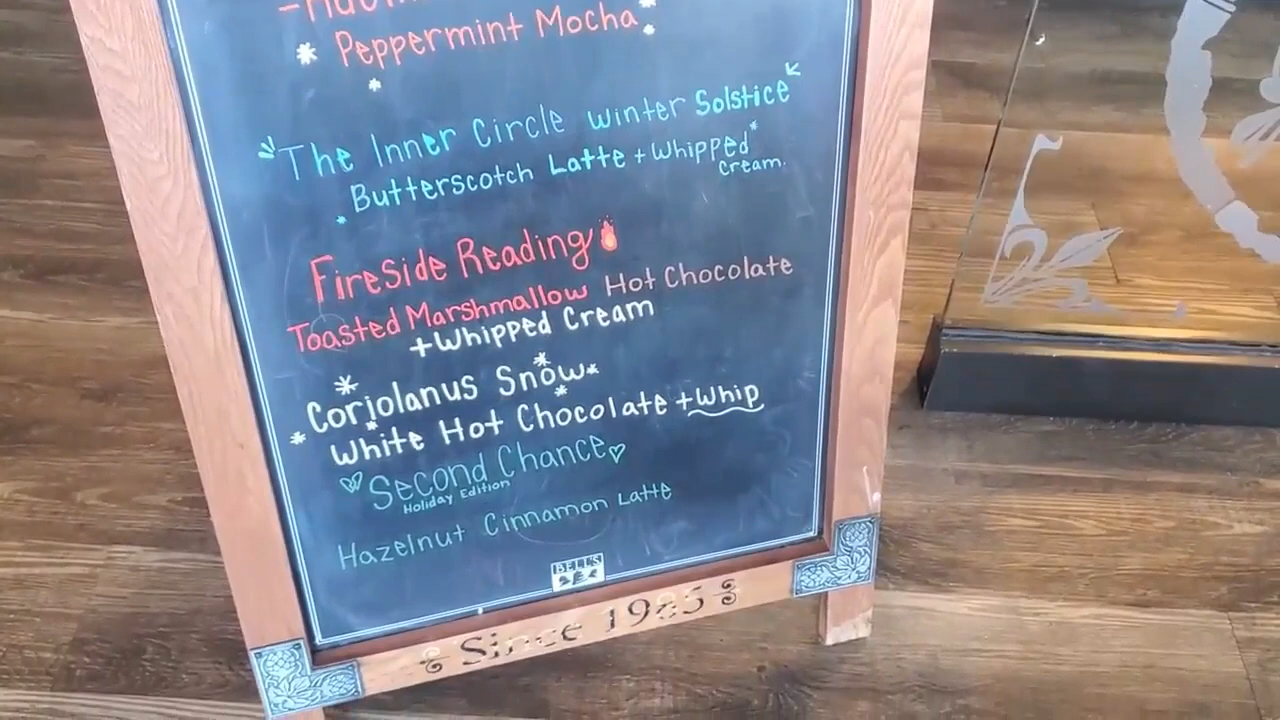 Peppermint Mocha
The Inner Circle Winter Solstice
Butterscotch Latte + Whipped
Cream.
Fireside Reading
Toasted Marshmallow Hot Chocolate
+Whipped Cream
Coriolanus Snow
White Hot Chocolate +Whip
Second Chance
Holiday Edition
Hazelnut Cinnamon Latte
BELL'S
Since 1985